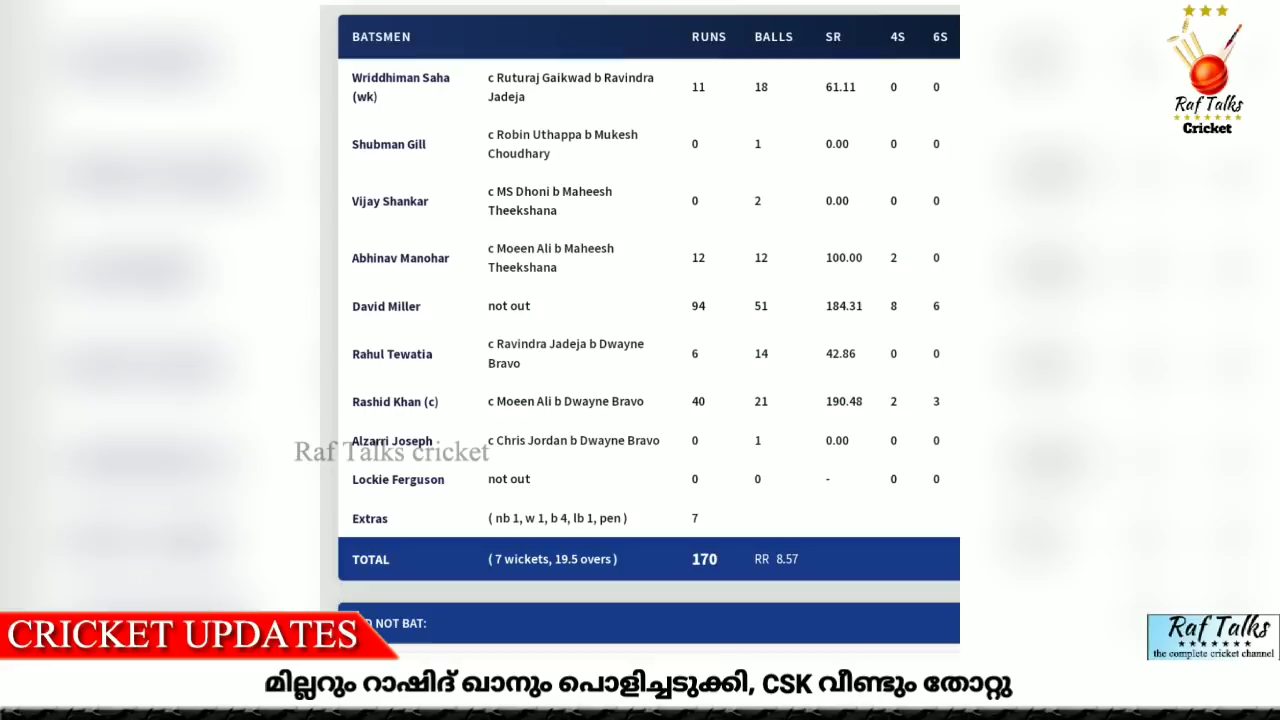 BATSMEN RUNS BALLS SR 4S 6S
Wriddhiman Saha (wk) c Ruturaj Gaikwad b Ravindra Jadeja 11 18 61.11 0 0
Shubman Gill c Robin Uthappa b Mukesh Choudhary 0 1 0.00 0 0
Vijay Shankar c MS Dhoni b Maheesh Theekshana 0 2 0.00 0 0
Abhinav Manohar c Moeen Ali b Maheesh Theekshana 12 12 100.00 2 0
David Miller not out 94 51 184.31 8 6
Rahul Tewatia c Ravindra Jadeja b Dwayne Bravo 6 14 42.86 0 0
Rashid Khan (c) c Moeen Ali b Dwayne Bravo 40 21 190.48 2 3
Alzarri Joseph c Chris Jordan b Dwayne Bravo 0 1 0.00 0 0
Raf Talks cricket
Lockie Ferguson not out 0 0 - 0 0
Extras ( nb 1, w 1, b 4, lb 1, pen ) 7
TOTAL ( 7 wickets, 19.5 overs ) 170 RR 8.57
NOT BAT:
Raf Talks
Cricket
CRICKET UPDATES
Raf Talks
the complete cricket channel
മില്ലറും റാഷിദ് ഖാനും പൊളിച്ചടുക്കി, CSK വീണ്ടും തോറ്റു